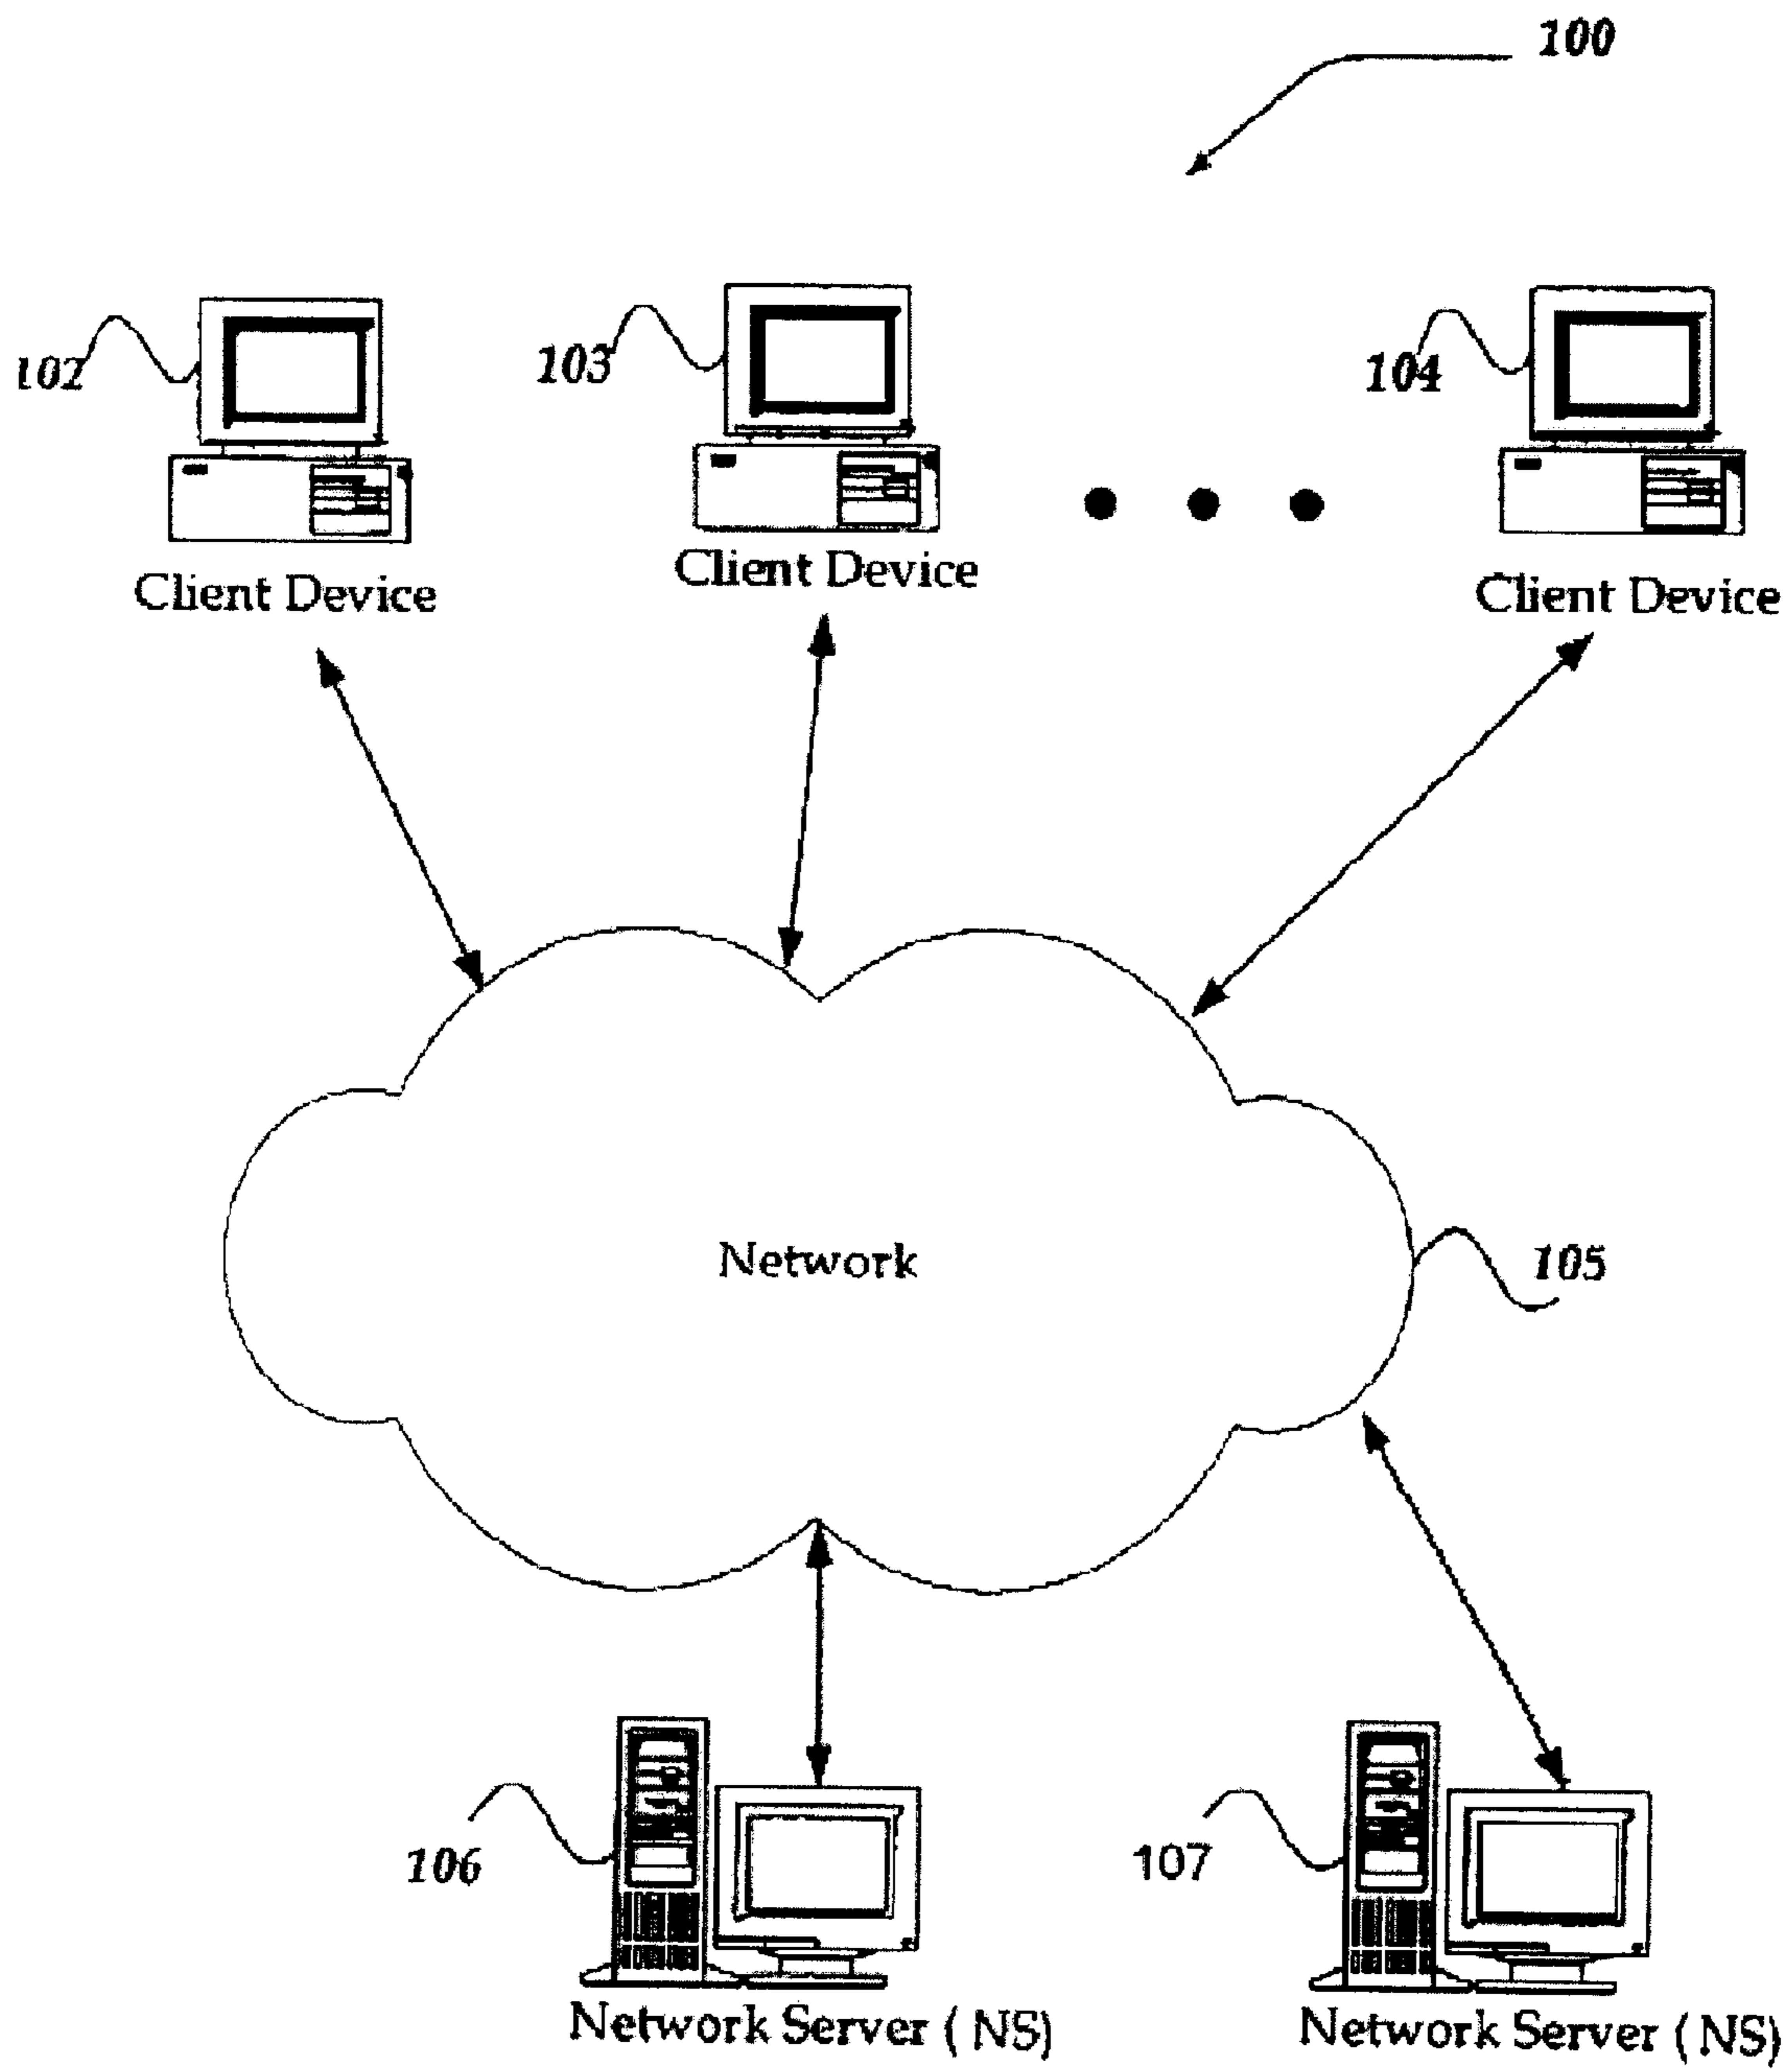 100
102
103
104
Client Device
Client Device
Client Device
Network
105
106
107
Network Server ( NS)
Network Server ( NS)